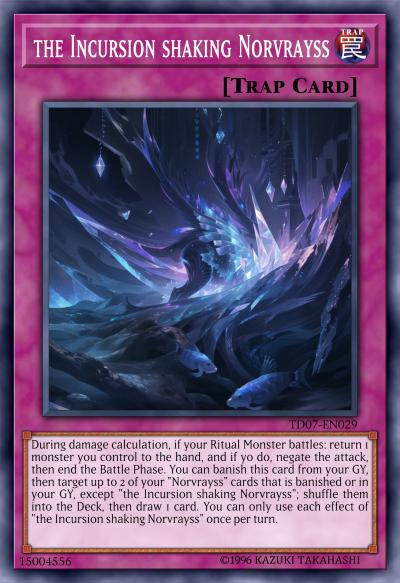 the Incursion shaking Norvrayss
TRAP
罠
[Trap Card]
TD07-EN029
During damage calculation, if your Ritual Monster battles: return 1
monster you control to the hand, and if yo do, negate the attack,
then end the Battle Phase. You can banish this card from your GY,
then target up to 2 of your "Norvrayss" cards that is banished or in
your GY, except "the Incursion shaking Norvrayss"; shuffle them
into the Deck, then draw 1 card. You can only use each effect of
"the Incursion shaking Norvrayss" once per turn.
15004556
©1996 KAZUKI TAKAHASHI